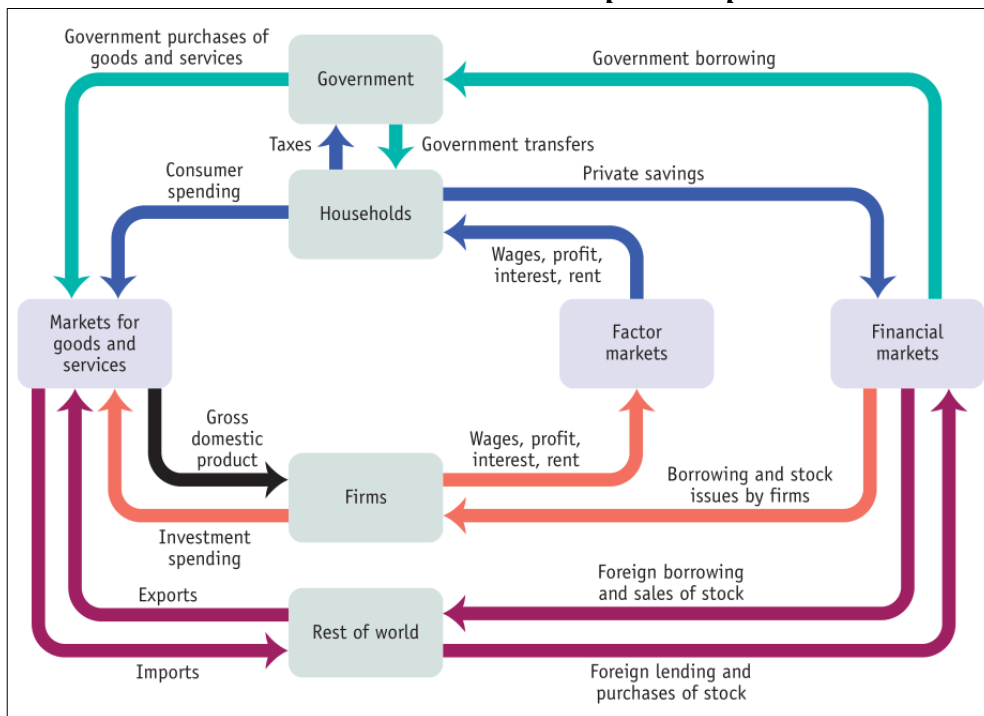 Government purchases of
goods and services
Government
Government borrowing
Taxes
Government transfers
Consumer
spending
Households
Private savings
Wages, profit,
interest, rent
Markets for
goods and
services
Factor
markets
Financial
markets
Gross
domestic
product
Wages, profit,
interest, rent
Firms
Borrowing and stock
issues by firms
Investment
spending
Exports
Rest of world
Foreign borrowing
and sales of stock
Imports
Foreign lending and
purchases of stock